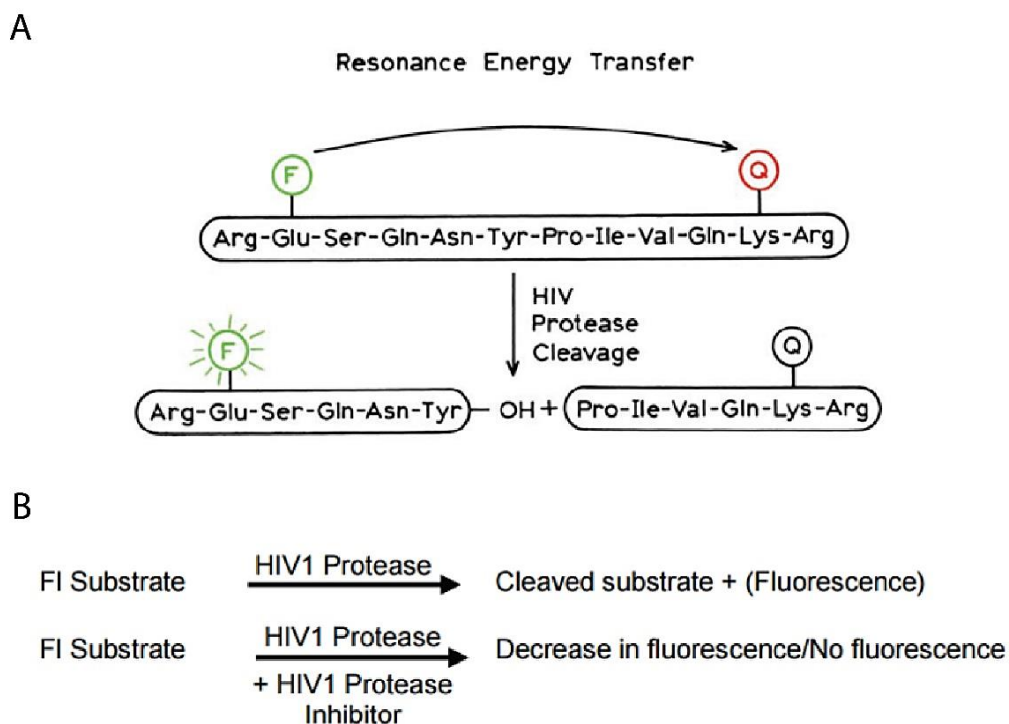 A
Resonance Energy Transfer
F
Q
Arg-Glu-Ser-Gln-Asn-Tyr-Pro-Ile-Val-Gln-Lys-Arg
HIV
Protease
Cleavage
F
Q
Arg-Glu-Ser-Gln-Asn-Tyr — OH + Pro-Ile-Val-Gln-Lys-Arg
B
FI Substrate HIV1 Protease Cleaved substrate + (Fluorescence)
FI Substrate HIV1 Protease Decrease in fluorescence/No fluorescence
+ HIV1 Protease
Inhibitor